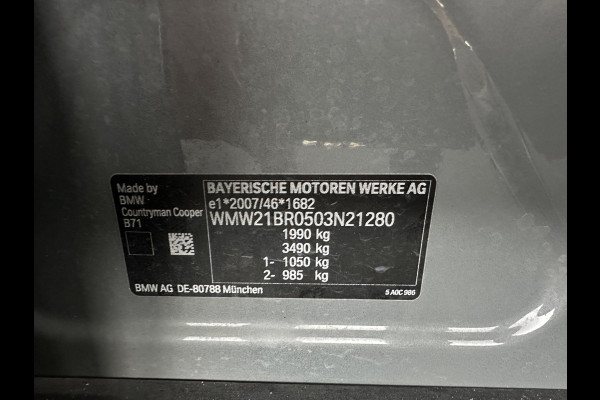 Made by
BMW
Countryman Cooper
B71
BAYERISCHE MOTOREN WERKE AG
e1*2007/46*1682
WMW21BR0503N21280
1990 kg
3490 kg
1- 1050 kg
2- 985 kg
BMW AG DE-80788 München
5 A0C 986